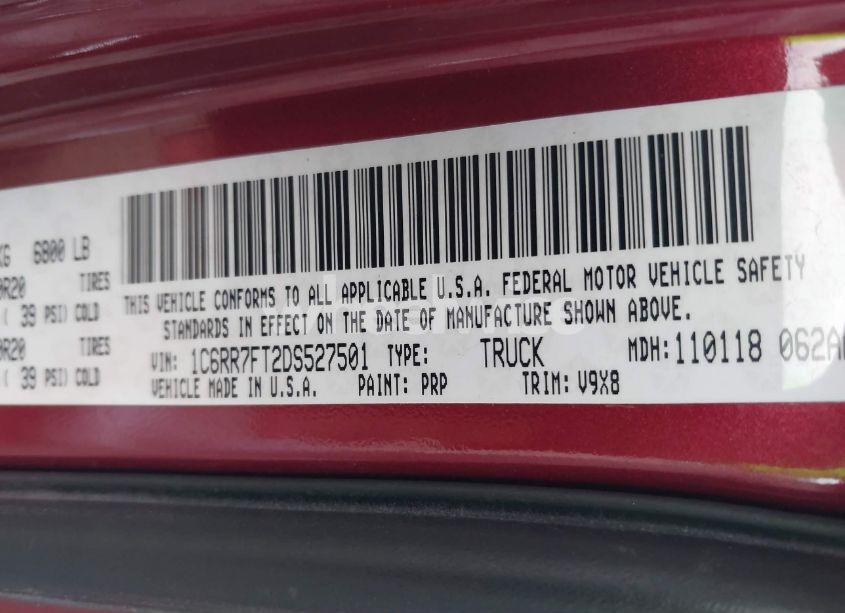 KG 6800 LB
0R20 TIRES
( 39 PSI) COLD
0R20 TIRES
( 39 PSI) COLD
THIS VEHICLE CONFORMS TO ALL APPLICABLE U.S.A. FEDERAL MOTOR VEHICLE SAFETY
STANDARDS IN EFFECT ON THE DATE OF MANUFACTURE SHOWN ABOVE.
VIN: 1C6RR7FT2DS527501 TYPE: TRUCK MDH: 110118 062A
VEHICLE MADE IN U.S.A. PAINT: PRP TRIM: V9X8